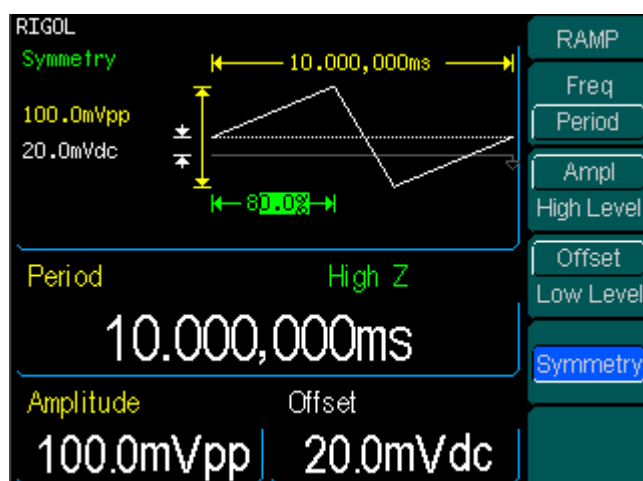 RIGOL
Symmetry
10.000,000ms
100.0mVpp
20.0mVdc
80.0%
Period
High Z
10.000,000ms
Amplitude
Offset
100.0mVpp
20.0mVdc
RAMP
Freq
Period
Ampl
High Level
Offset
Low Level
Symmetry